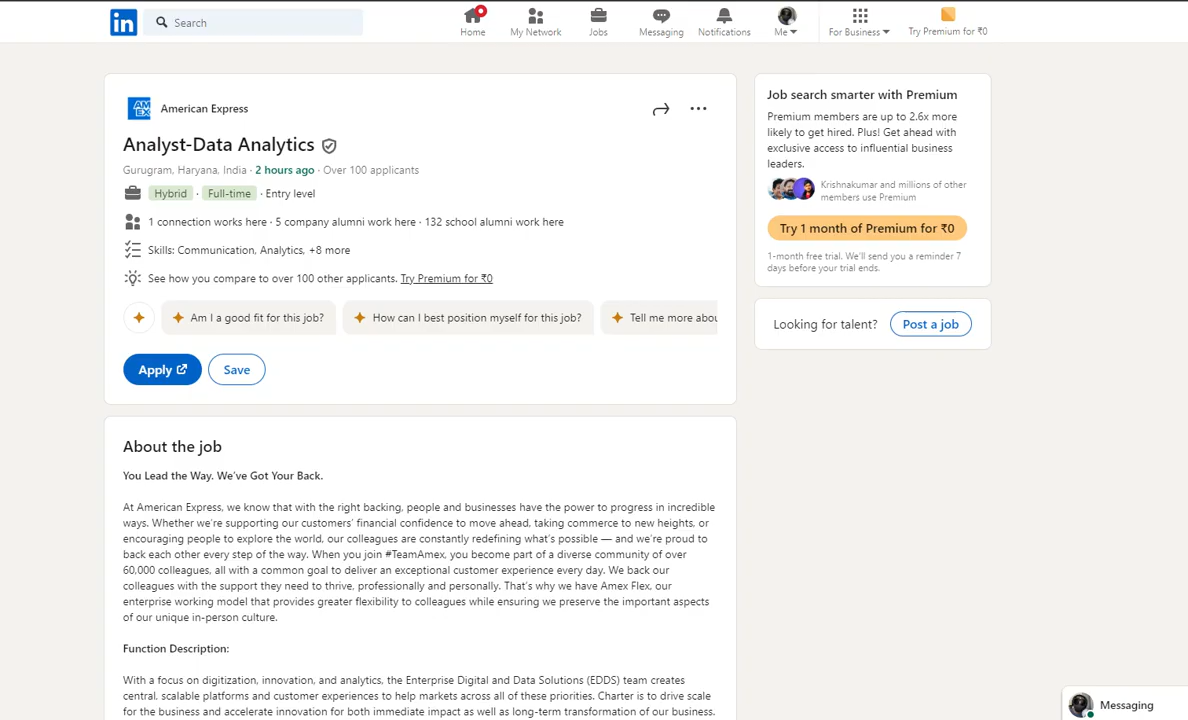 in
Search
Home
My Network
Jobs
Messaging
Notifications
Me
For Business
Try Premium for ₹0
AM
EX
American Express
Analyst-Data Analytics
Gurugram, Haryana, India · 2 hours ago · Over 100 applicants
Hybrid · Full-time · Entry level
1 connection works here · 5 company alumni work here · 132 school alumni work here
Skills: Communication, Analytics, +8 more
See how you compare to over 100 other applicants. Try Premium for ₹0
Am I a good fit for this job?
How can I best position myself for this job?
Tell me more abou
Apply
Save
About the job
You Lead the Way. We’ve Got Your Back.
At American Express, we know that with the right backing, people and businesses have the power to progress in incredible
ways. Whether we’re supporting our customers’ financial confidence to move ahead, taking commerce to new heights, or
encouraging people to explore the world, our colleagues are constantly redefining what’s possible — and we’re proud to
back each other every step of the way. When you join #TeamAmex, you become part of a diverse community of over
60,000 colleagues, all with a common goal to deliver an exceptional customer experience every day. We back our
colleagues with the support they need to thrive, professionally and personally. That’s why we have Amex Flex, our
enterprise working model that provides greater flexibility to colleagues while ensuring we preserve the important aspects
of our unique in-person culture.
Function Description:
With a focus on digitization, innovation, and analytics, the Enterprise Digital and Data Solutions (EDDS) team creates
central, scalable platforms and customer experiences to help markets across all of these priorities. Charter is to drive scale
for the business and accelerate innovation for both immediate impact as well as long-term transformation of our business.
Job search smarter with Premium
Premium members are up to 2.6x more
likely to get hired. Plus! Get ahead with
exclusive access to influential business
leaders.
Krishnakumar and millions of other
members use Premium
Try 1 month of Premium for ₹0
1-month free trial. We’ll send you a reminder 7
days before your trial ends.
Looking for talent?
Post a job
Messaging